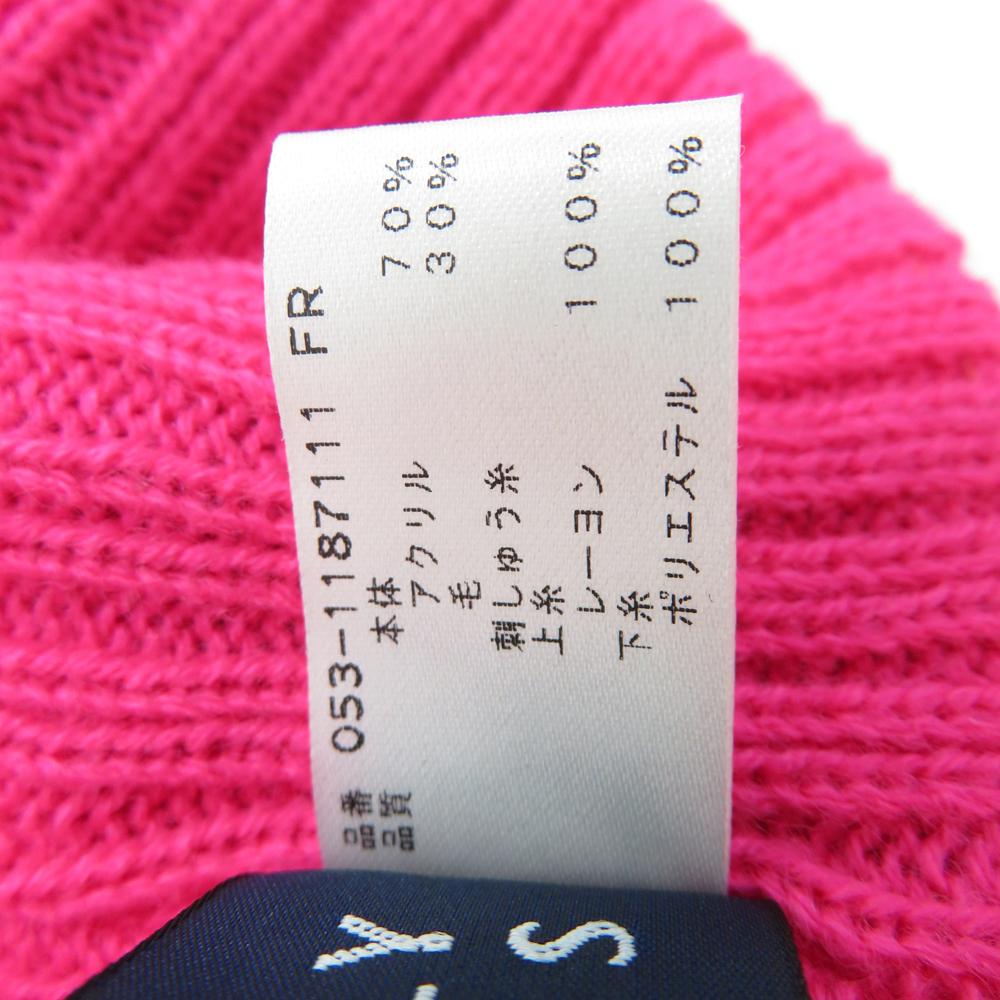 品番 053-1187111 FR
品質 本体
アクリル 70%
毛 30%
刺しゅう糸
上糸
レーヨン 100%
下糸
ポリエステル 100%
Y
S